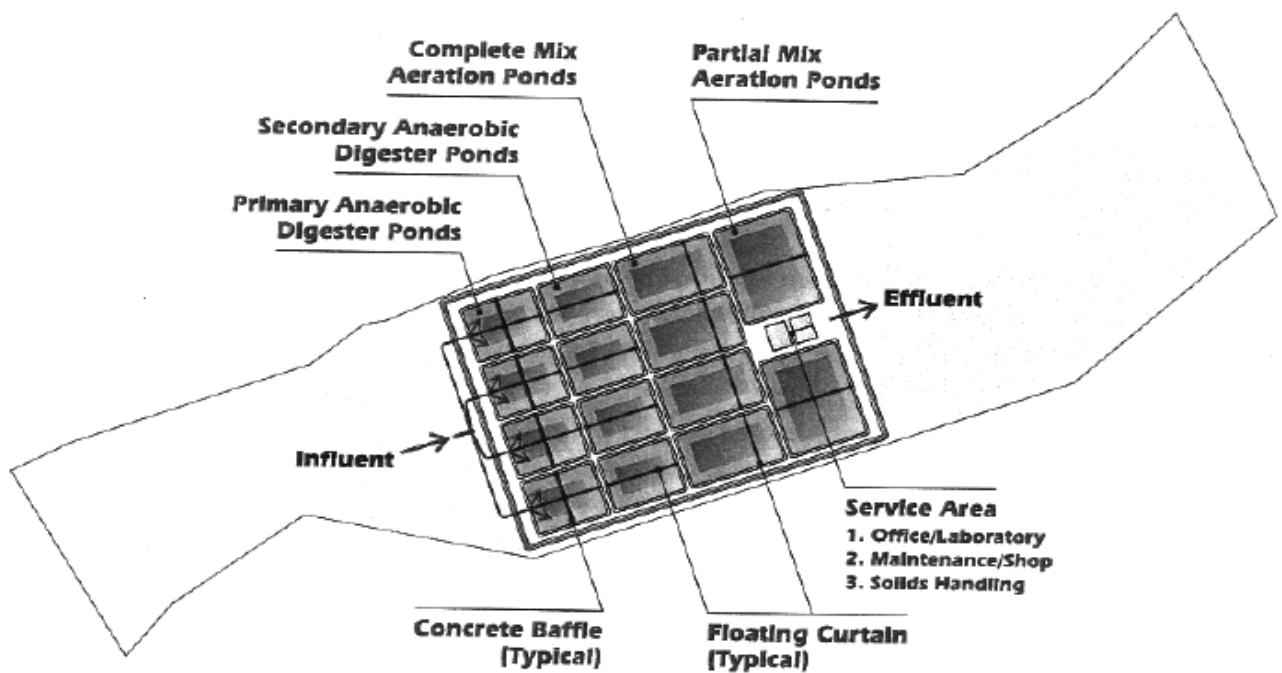 Complete Mix
Aeration Ponds
Partial Mix
Aeration Ponds
Secondary Anaerobic
Digester Ponds
Primary Anaerobic
Digester Ponds
Effluent
Influent
Service Area
1. Office/Laboratory
2. Maintenance/Shop
3. Solids Handling
Concrete Baffle
(Typical)
Floating Curtain
(Typical)